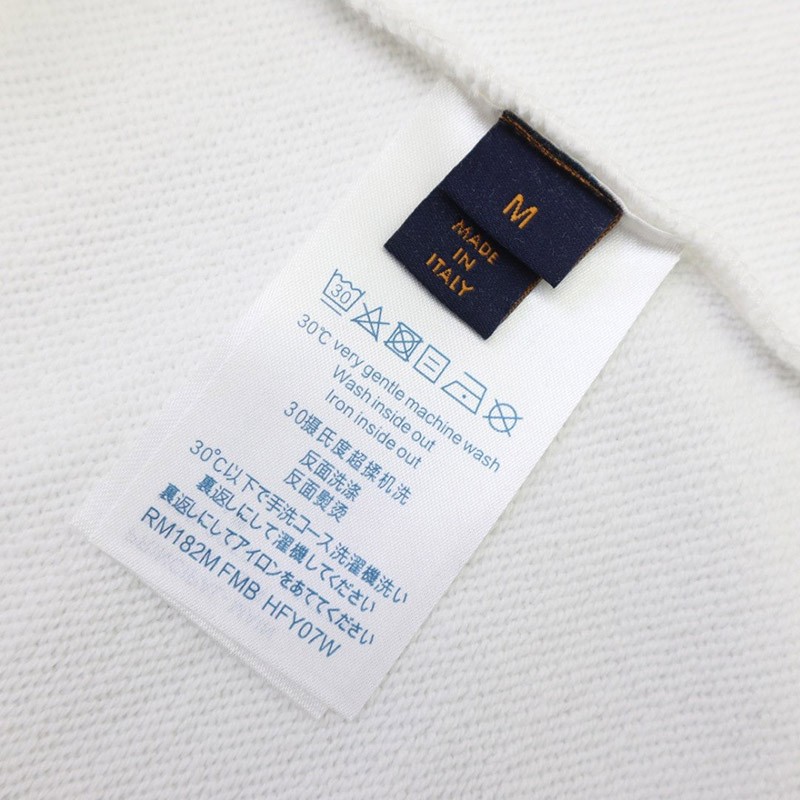 M
MADE
IN
ITALY
30
30℃ very gentle machine wash
Wash inside out
Iron inside out
30摄氏度超揉机洗
反面洗涤
反面熨烫
30℃以下で手洗コース洗濯機洗い
裏返しにして濯機してください
裏返しにしてアイロンをあててください
RM182M FMB HFY07W